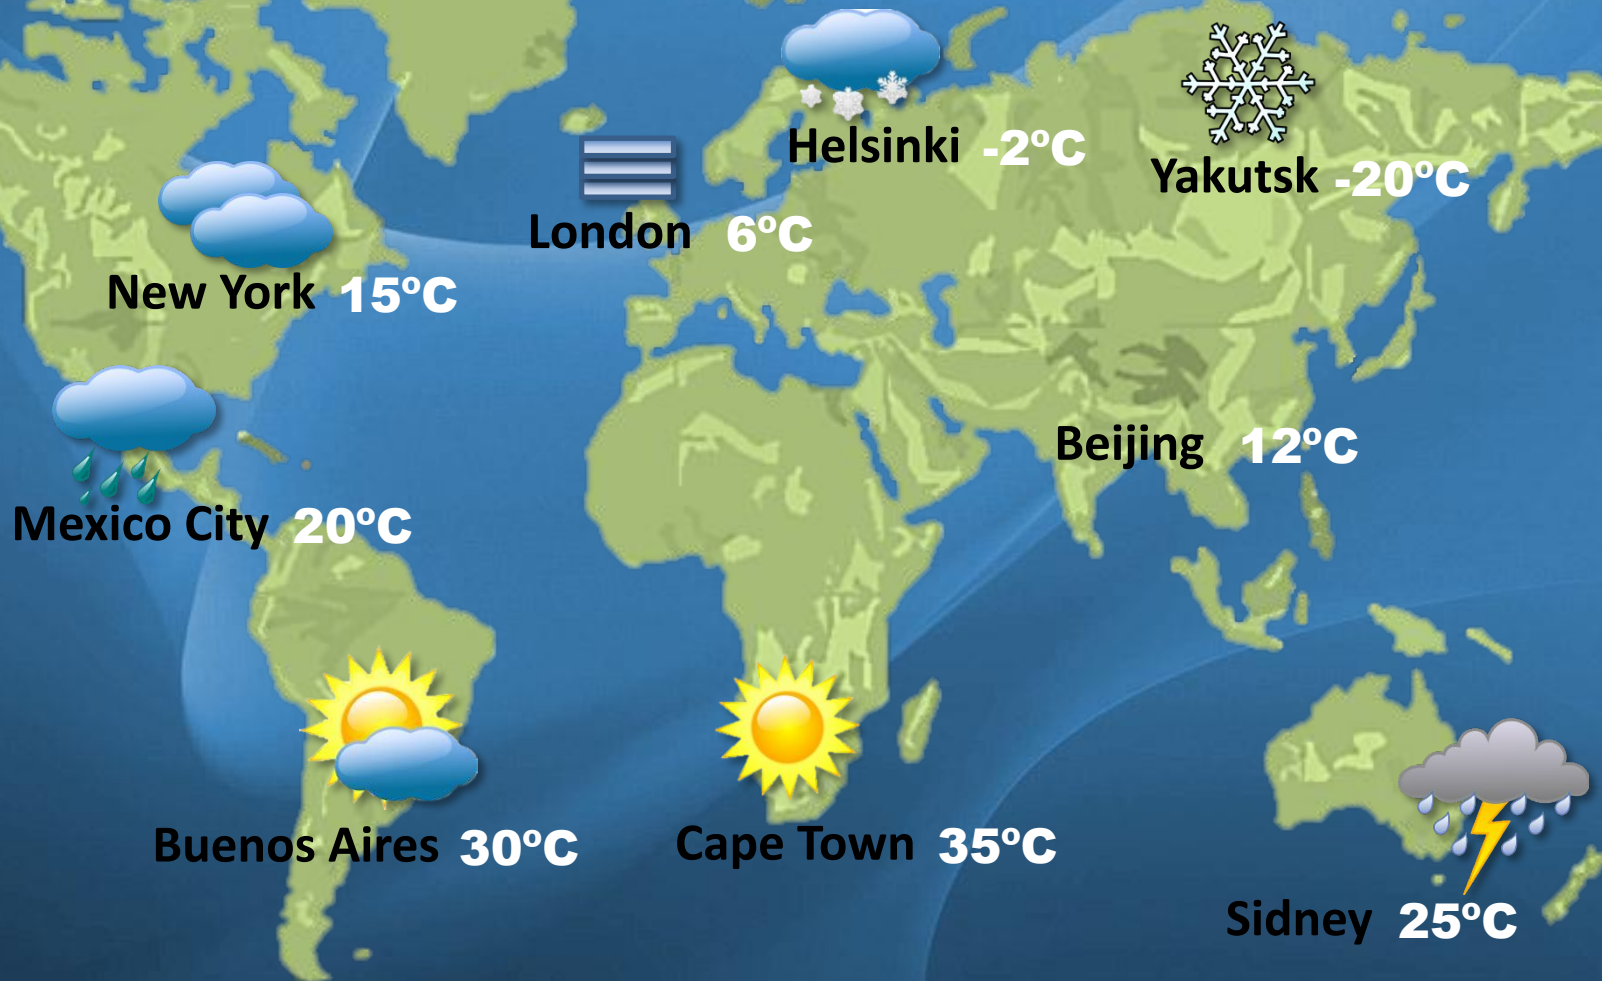 Helsinki -2ºC
Yakutsk -20ºC
London 6ºC
New York 15ºC
Beijing 12ºC
Mexico City 20ºC
Buenos Aires 30ºC
Cape Town 35ºC
Sidney 25ºC